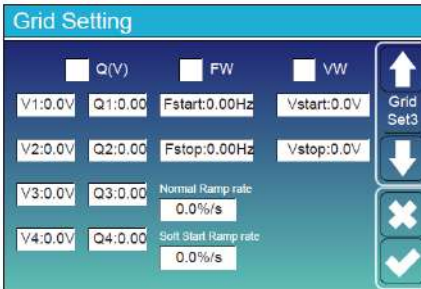 Grid Setting
Q(V) FW VW
V1:0.0V Q1:0.00 Fstart:0.00Hz Vstart:0.0V
Grid
Set3
V2:0.0V Q2:0.00 Fstop:0.00Hz Vstop:0.0V
V3:0.0V Q3:0.00 Normal Ramp rate
0.0%/s
V4:0.0V Q4:0.00 Soft Start Ramp rate
0.0%/s